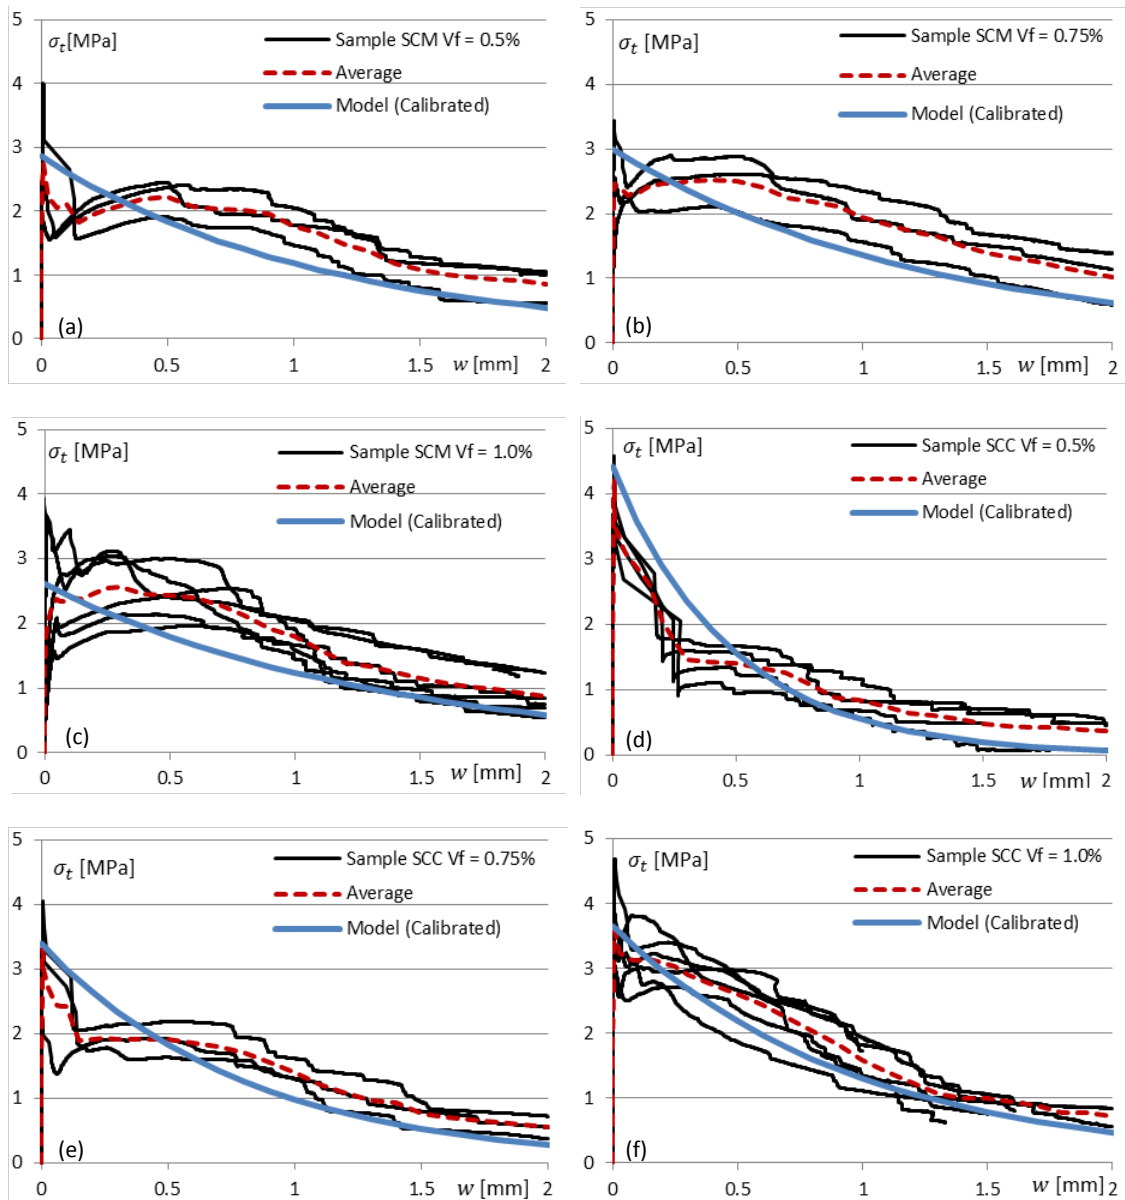 5
σt[MPa]
Sample SCM Vf = 0.5%
4
Average
Model (Calibrated)
3
2
1
0
(a)
0
0.5
1
1.5
w [mm]
2
5
σt [MPa]
Sample SCM Vf = 0.75%
4
Average
Model (Calibrated)
3
2
1
0
(b)
0
0.5
1
1.5
w [mm]
2
5
σt [MPa]
Sample SCM Vf = 1.0%
4
Average
Model (Calibrated)
3
2
1
0
(c)
0
0.5
1
1.5
w [mm]
2
5
σt [MPa]
Sample SCC Vf = 0.5%
4
Average
Model (Calibrated)
3
2
1
0
(d)
0
0.5
1
1.5
w [mm]
2
5
σt [MPa]
Sample SCC Vf = 0.75%
4
Average
Model (Calibrated)
3
2
1
0
(e)
0
0.5
1
1.5
w [mm]
2
5
σt [MPa]
Sample SCC Vf = 1.0%
4
Average
Model (Calibrated)
3
2
1
0
(f)
0
0.5
1
1.5
w [mm]
2